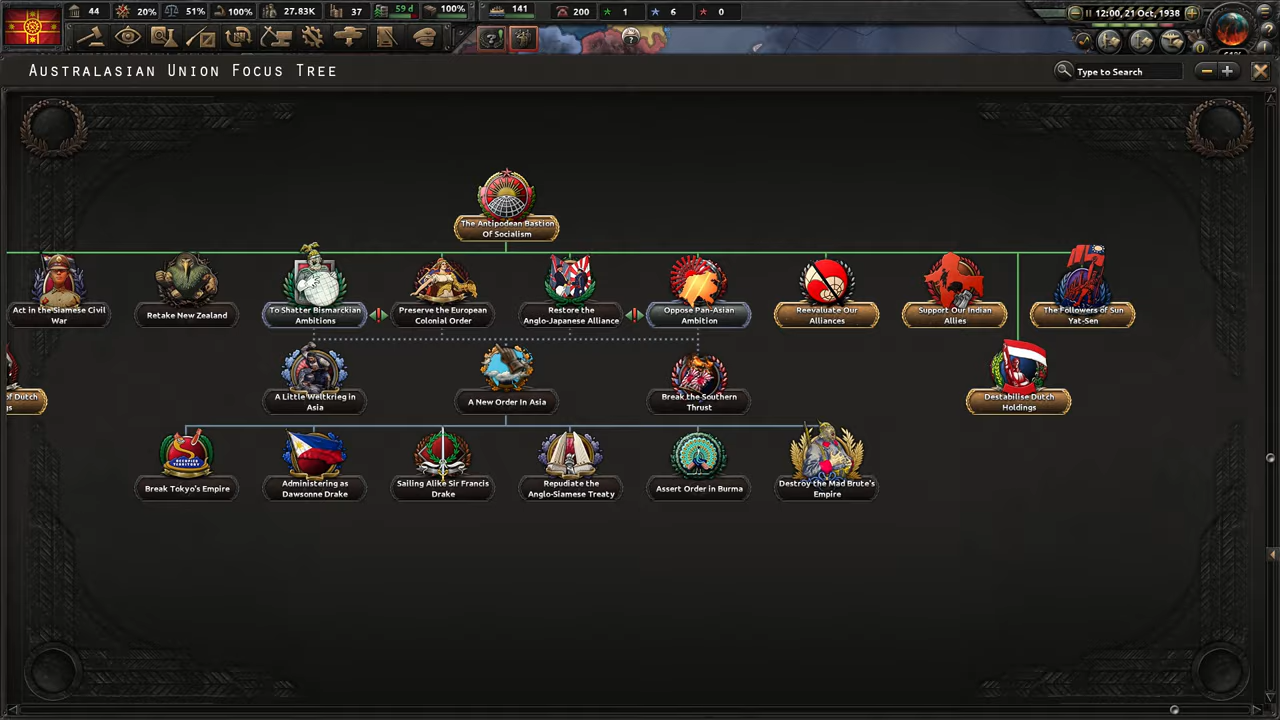 44
20%
51%
100%
27.83K
37
59 d
100%
141
200
1
6
0
12:00, 21 Oct, 1938
0
Australasian Union Focus Tree
Type to Search
The Antipodean Bastion
Of Socialism
Act in the Siamese Civil
War
Retake New Zealand
To Shatter Bismarckian
Ambitions
Preserve the European
Colonial Order
Restore the
Anglo-Japanese Alliance
Oppose Pan-Asian
Ambition
Reevaluate Our
Alliances
Support Our Indian
Allies
The Followers of Sun
Yat-Sen
of Dutch
A Little Weltkrieg in
Asia
A New Order In Asia
Break the Southern
Thrust
Destabilise Dutch
Holdings
Break Tokyo's Empire
Administering as
Dawsonne Drake
Sailing Alike Sir Francis
Drake
Repudiate the
Anglo-Siamese Treaty
Assert Order in Burma
Destroy the Mad Brute's
Empire